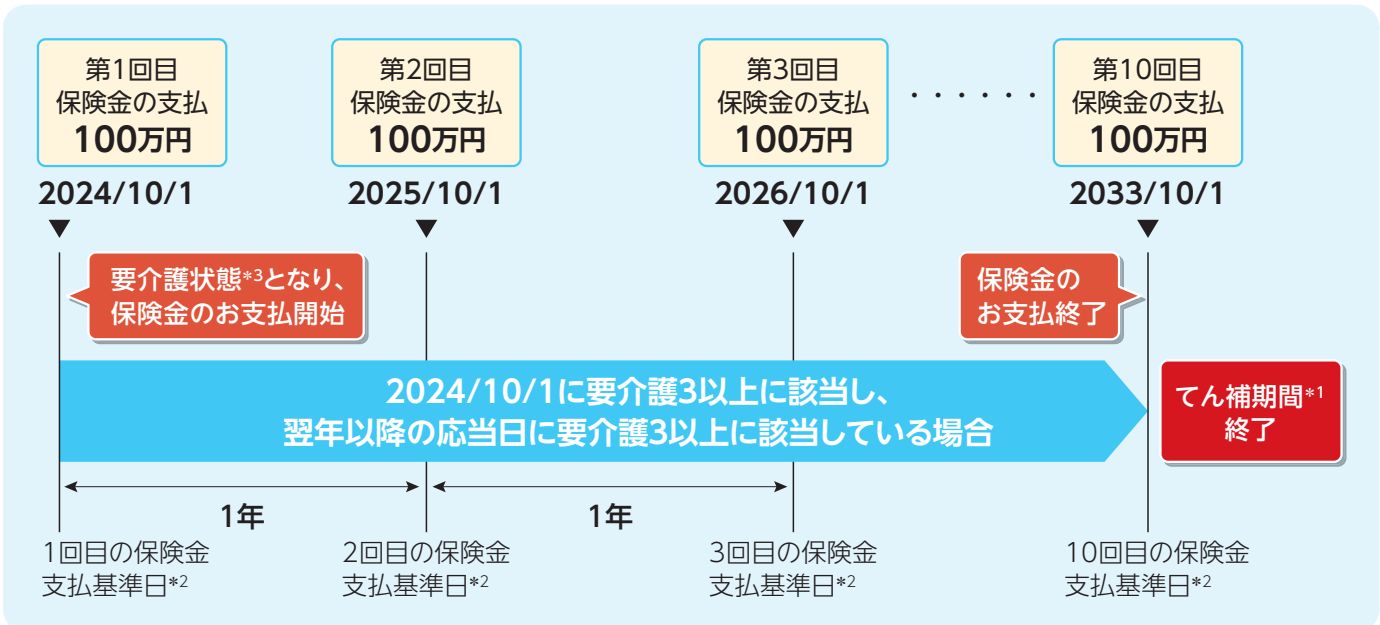 第1回目
保険金の支払
100万円
第2回目
保険金の支払
100万円
第3回目
保険金の支払
100万円
・・・・・・
第10回目
保険金の支払
100万円
2024/10/1
2025/10/1
2026/10/1
2033/10/1
要介護状態*3となり、
保険金のお支払開始
保険金の
お支払終了
2024/10/1に要介護3以上に該当し、
翌年以降の応当日に要介護3以上に該当している場合
てん補期間*1
終了
1年
1年
1回目の保険金
支払基準日*2
2回目の保険金
支払基準日*2
3回目の保険金
支払基準日*2
10回目の保険金
支払基準日*2